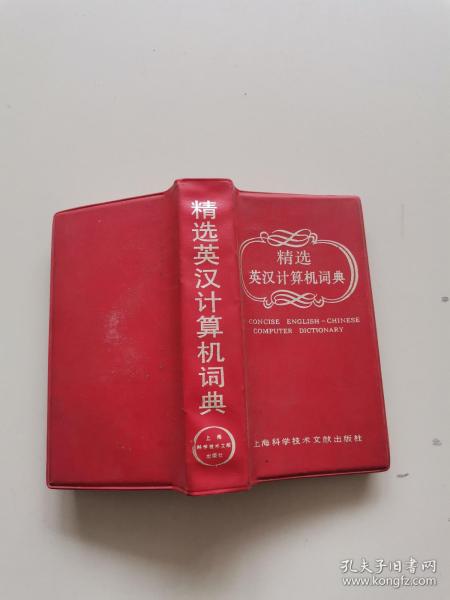 精选英汉计算机词典
上海
科学技术文献
出版社
精选
英汉计算机词典
CONCISE ENGLISH-CHINESE
COMPUTER DICTIONARY
上海科学技术文献出版社
孔夫子旧书网
www.kongfz.com